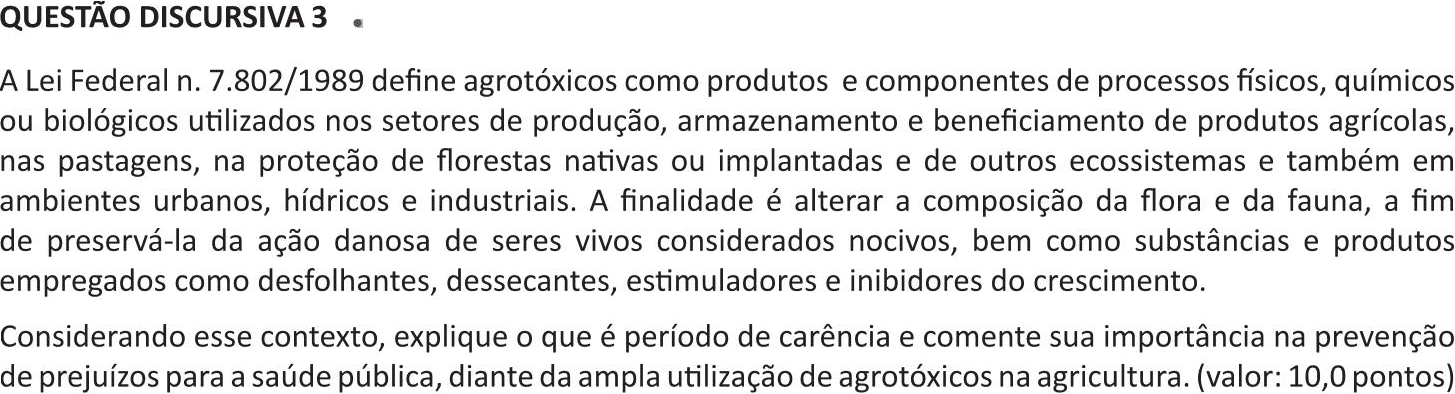 QUESTÃO DISCURSIVA 3
A Lei Federal n. 7.802/1989 define agrotóxicos como produtos e componentes de processos físicos, químicos
ou biológicos utilizados nos setores de produção, armazenamento e beneficiamento de produtos agrícolas,
nas pastagens, na proteção de florestas nativas ou implantadas e de outros ecossistemas e também em
ambientes urbanos, hídricos e industriais. A finalidade é alterar a composição da flora e da fauna, a fim
de preservá-la da ação danosa de seres vivos considerados nocivos, bem como substâncias e produtos
empregados como desfolhantes, dessecantes, estimuladores e inibidores do crescimento.
Considerando esse contexto, explique o que é período de carência e comente sua importância na prevenção
de prejuízos para a saúde pública, diante da ampla utilização de agrotóxicos na agricultura. (valor: 10,0 pontos)